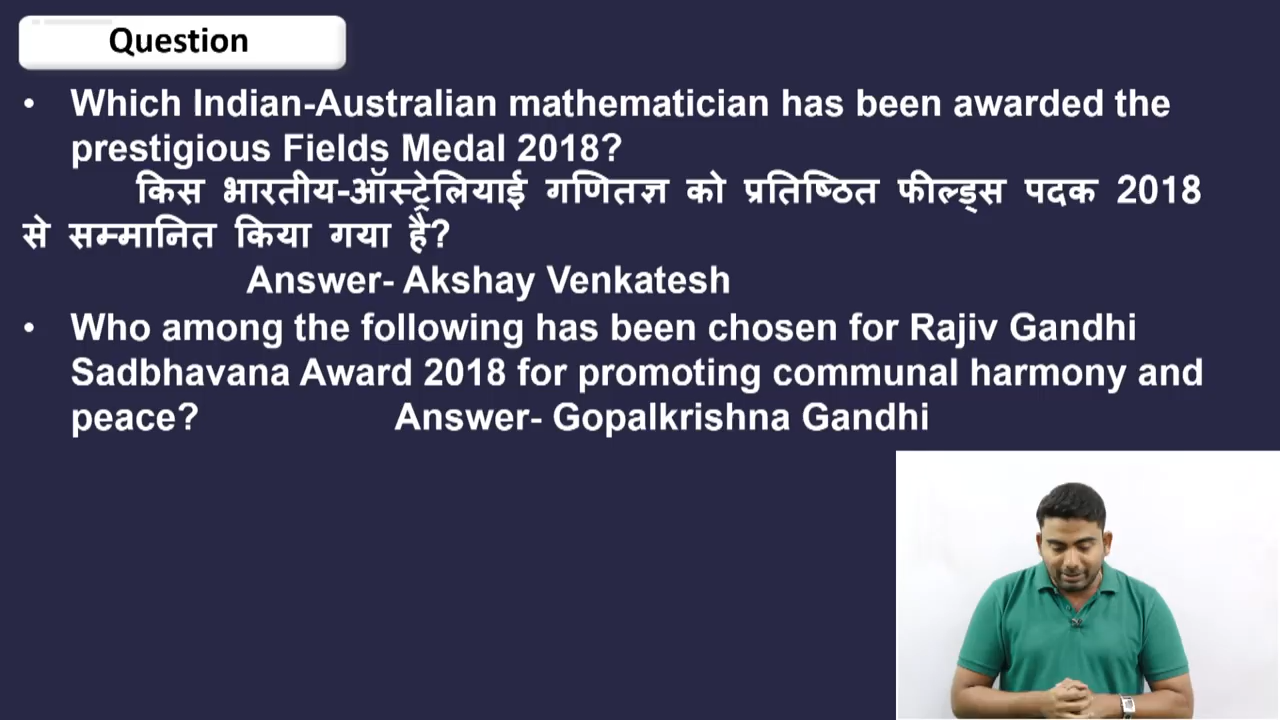 Question
• Which Indian-Australian mathematician has been awarded the
prestigious Fields Medal 2018?
किस भारतीय-ऑस्ट्रेलियाई गणितज्ञ को प्रतिष्ठित फील्ड्स पदक 2018
से सम्मानित किया गया है?
Answer- Akshay Venkatesh
• Who among the following has been chosen for Rajiv Gandhi
Sadbhavana Award 2018 for promoting communal harmony and
peace? Answer- Gopalkrishna Gandhi